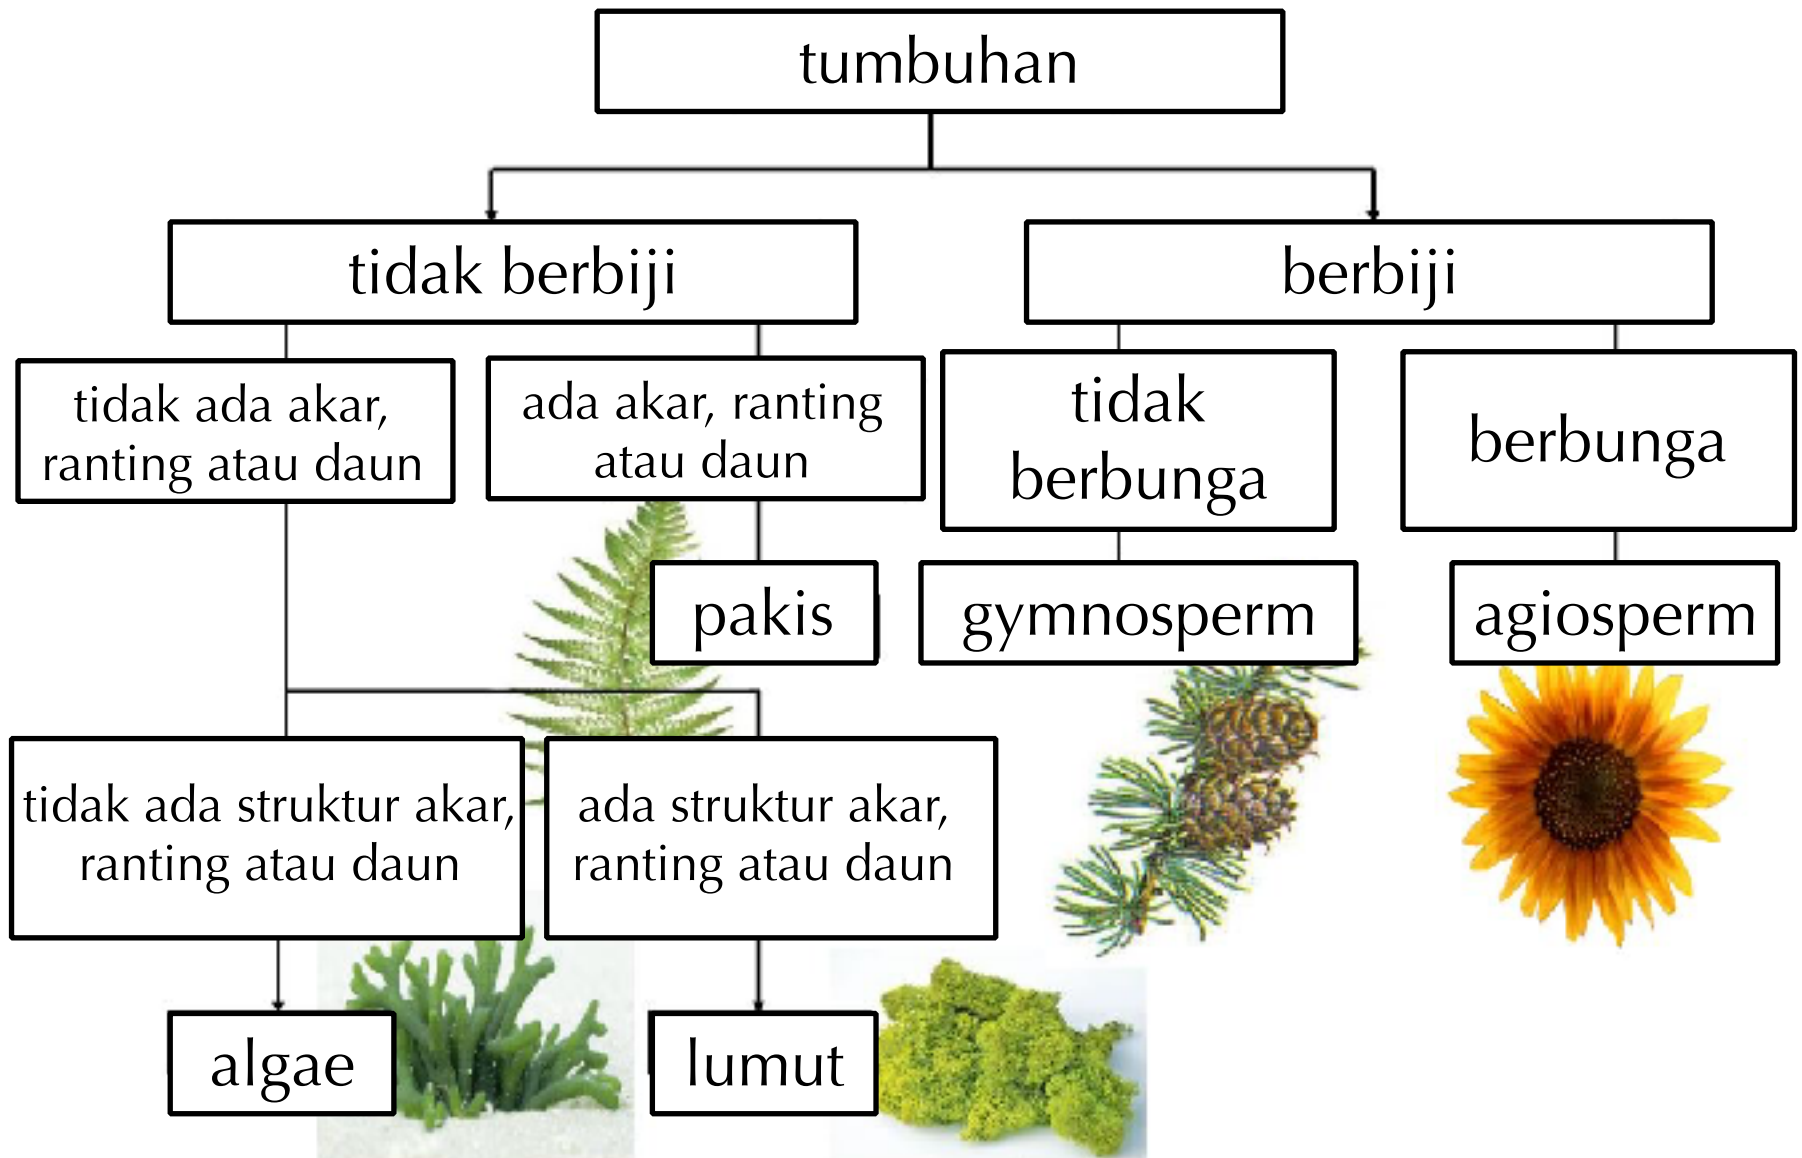 tumbuhan
tidak berbiji
berbiji
tidak ada akar,
ranting atau daun
ada akar, ranting
atau daun
tidak
berbunga
berbunga
pakis
gymnosperm
agiosperm
tidak ada struktur akar,
ranting atau daun
ada struktur akar,
ranting atau daun
algae
lumut